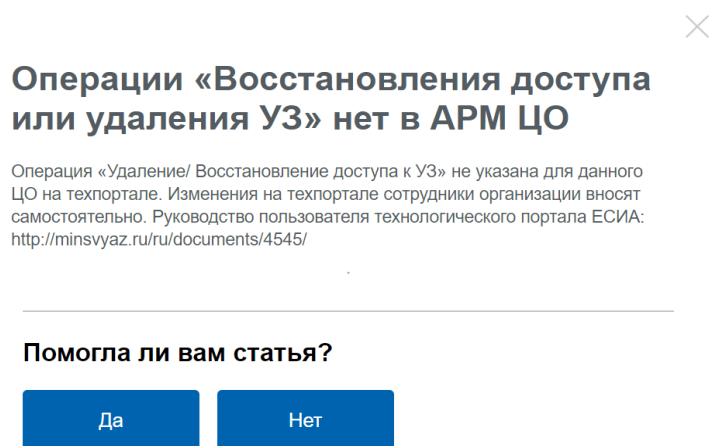 Операции «Восстановления доступа
или удаления УЗ» нет в АРМ ЦО
Операция «Удаление/ Восстановление доступа к УЗ» не указана для данного
ЦО на техпортале. Изменения на техпортале сотрудники организации вносят
самостоятельно. Руководство пользователя технологического портала ЕСИА:
http://minsvyaz.ru/ru/documents/4545/
.
Помогла ли вам статья?
Да
Нет